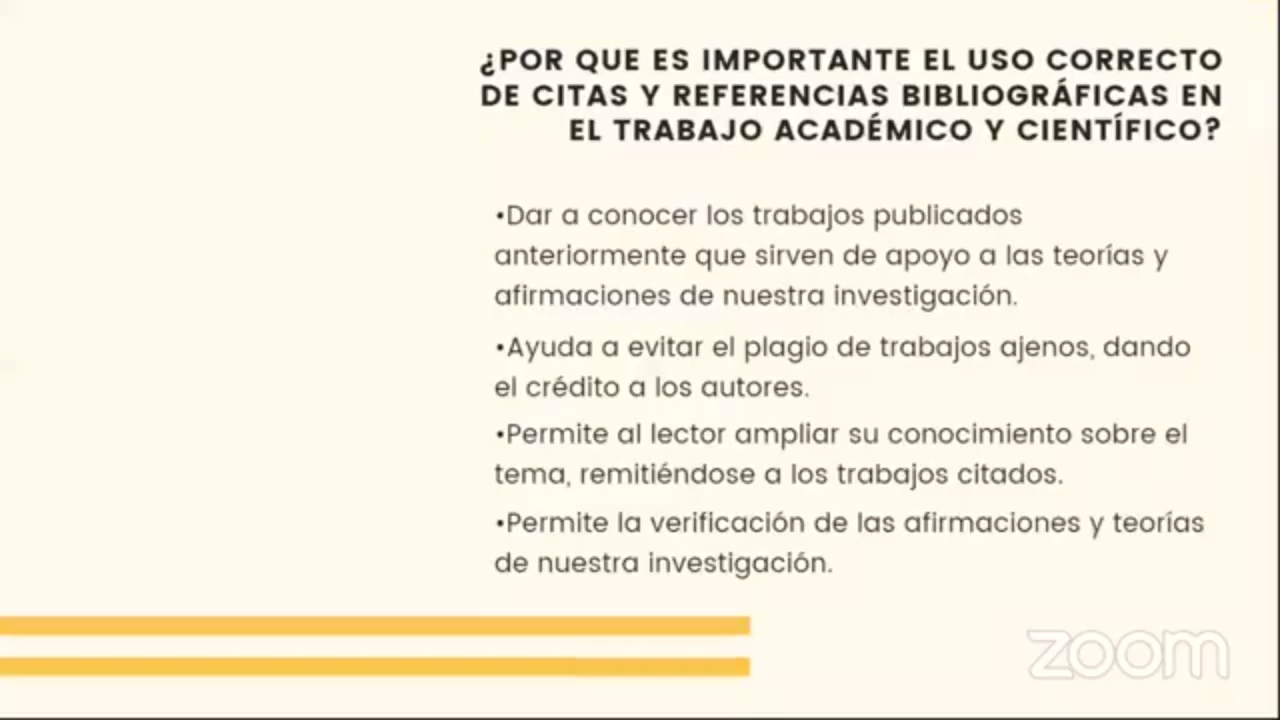 ¿POR QUE ES IMPORTANTE EL USO CORRECTO
DE CITAS Y REFERENCIAS BIBLIOGRÁFICAS EN
EL TRABAJO ACADÉMICO Y CIENTÍFICO?
•Dar a conocer los trabajos publicados
anteriormente que sirven de apoyo a las teorías y
afirmaciones de nuestra investigación.
•Ayuda a evitar el plagio de trabajos ajenos, dando
el crédito a los autores.
•Permite al lector ampliar su conocimiento sobre el
tema, remitiéndose a los trabajos citados.
•Permite la verificación de las afirmaciones y teorías
de nuestra investigación.
zoom